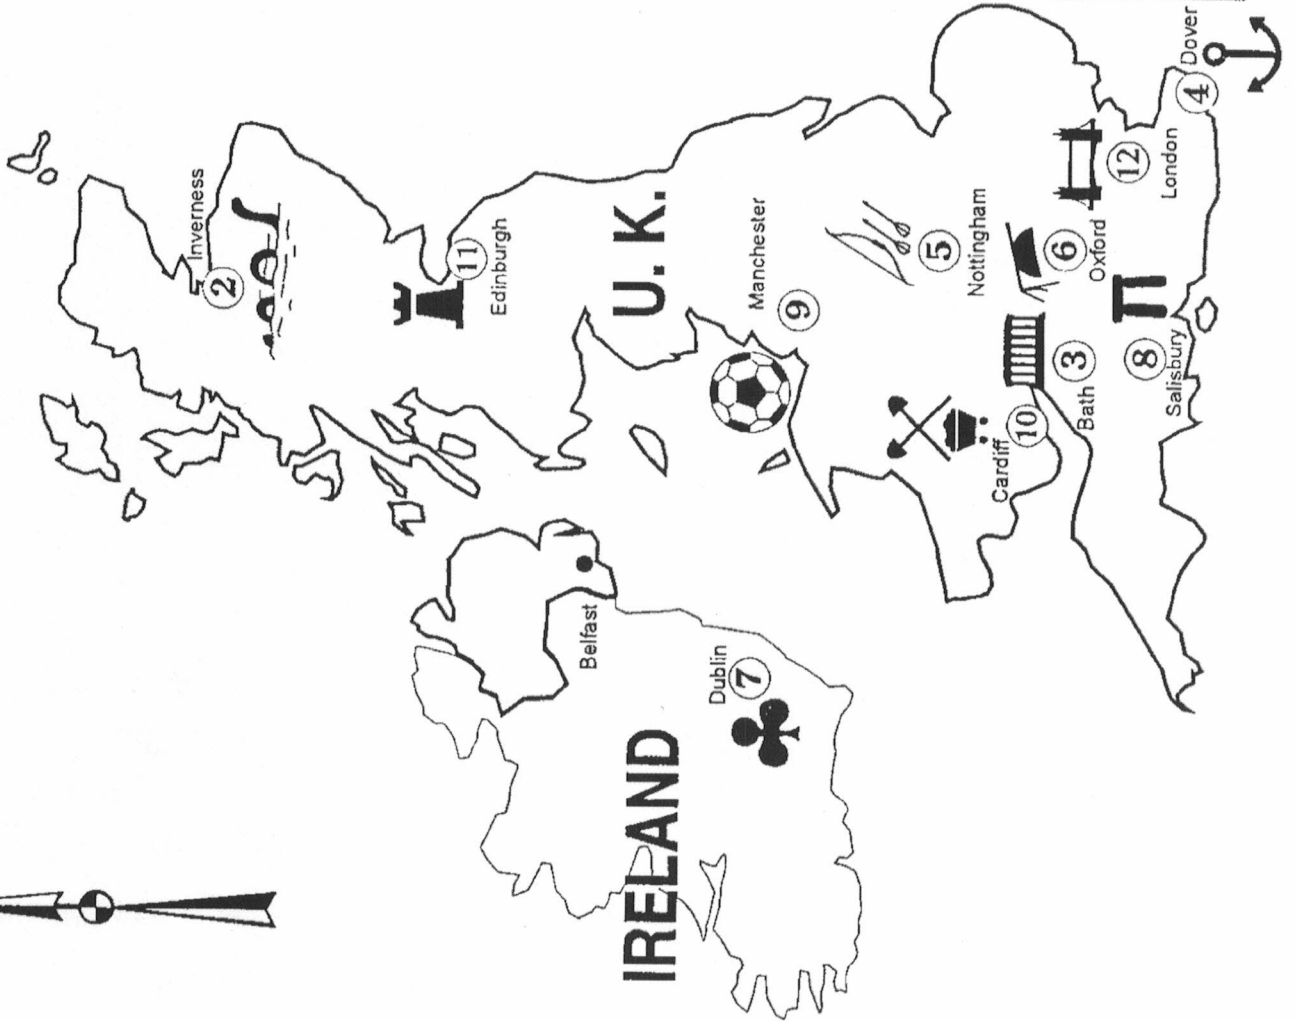 Inverness
2
11
Edinburgh
U. K.
Manchester
9
5
Nottingham
6
Oxford
12
London
4
Dover
3
Bath
8
Salisbury
10
Cardiff
Belfast
Dublin
7
IRELAND